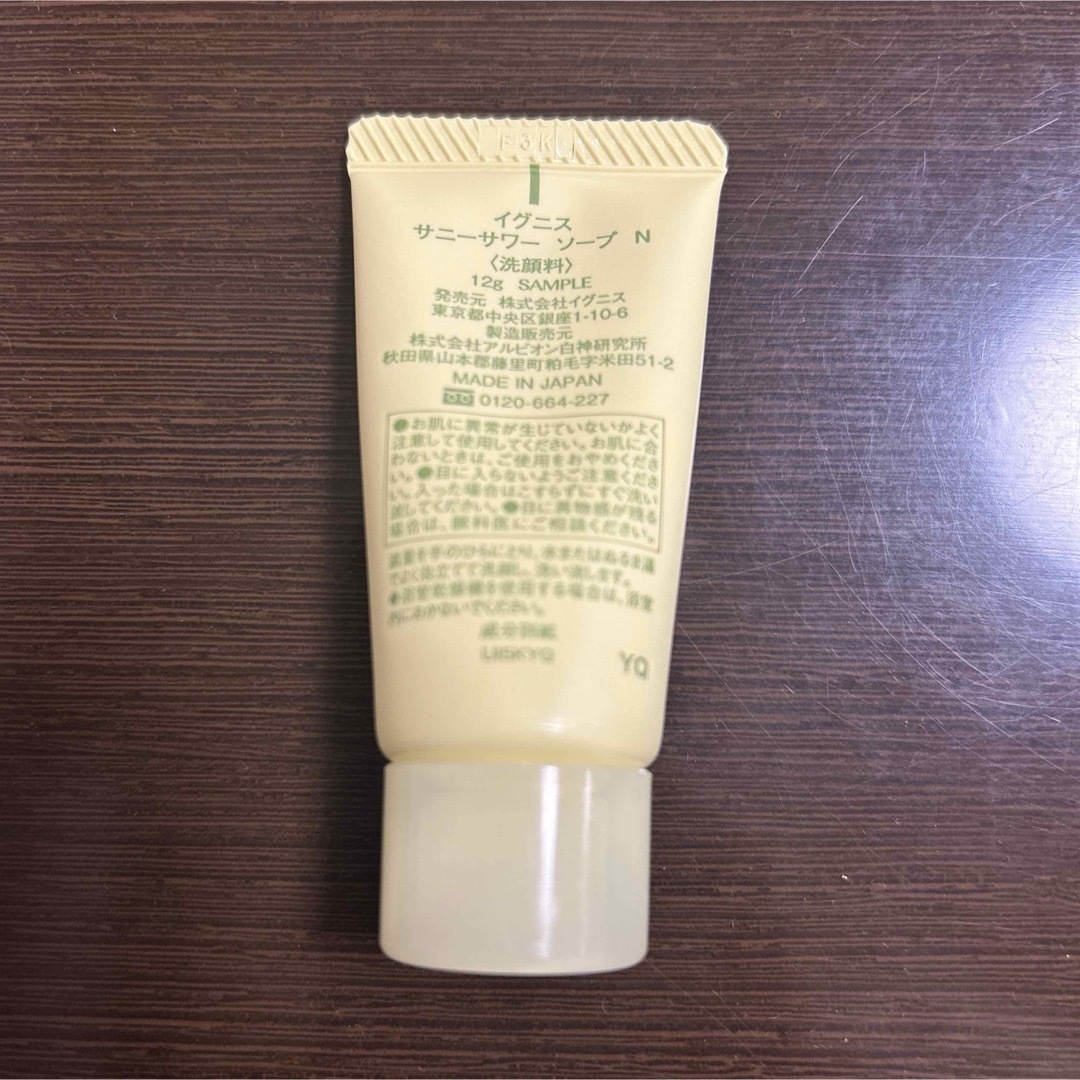 F3K
イグニス
サニーサワー ソープ N
〈洗顔料〉
12g SAMPLE
発売元 株式会社イグニス
東京都中央区銀座1-10-6
製造販売元
株式会社アルビオン白神研究所
秋田県山本郡藤里町粕毛字米田51-2
MADE IN JAPAN
0120-664-227
●お肌に異常が生じていないかよく
注意して使用してください。お肌に合
わないときは、ご使用をおやめくださ
い。●目に入らないようご注意くださ
い。入った場合はこすらずにすぐ洗い
流してください。●目に異物感が残る
場合は、眼科医にご相談ください。
適量を手のひらにとり、水またはぬるま湯
でよく泡立てて洗顔し、洗い流します。
●浴室乾燥機を使用する場合は、浴室
内におかないでください。
成分別紙
YQ